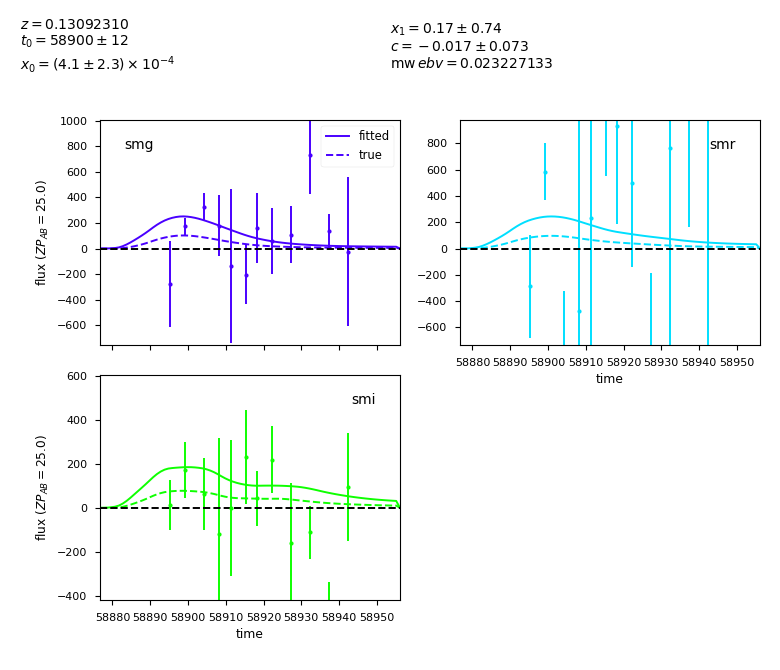 z = 0.13092310
t₀ = 58900 ± 12
x₀ = (4.1 ± 2.3) × 10⁻⁴
x₁ = 0.17 ± 0.74
c = −0.017 ± 0.073
mw ebv = 0.023227133
smg
fitted
true
1000
800
600
400
200
0
−200
−400
−600
flux (ZP_AB = 25.0)
smr
800
600
400
200
0
−200
−400
−600
58880 58890 58900 58910 58920 58930 58940 58950
time
smi
600
400
200
0
−200
−400
flux (ZP_AB = 25.0)
58880 58890 58900 58910 58920 58930 58940 58950
time